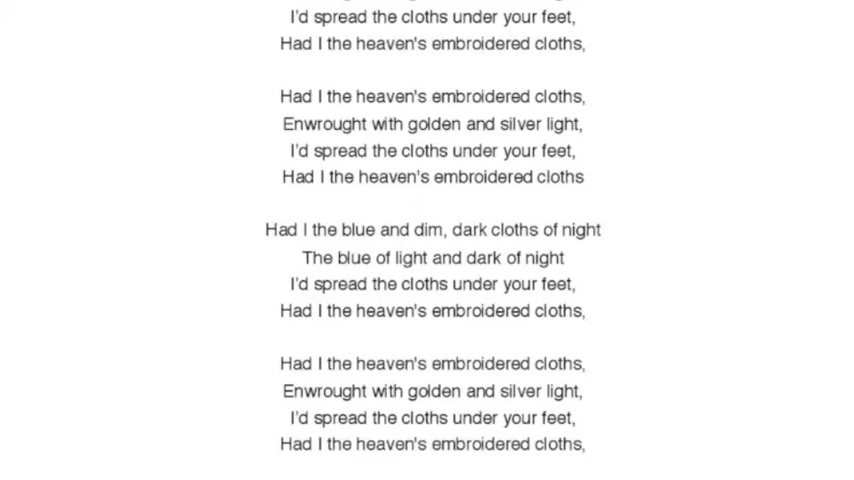 I'd spread the cloths under your feet,
Had I the heaven's embroidered cloths,
Had I the heaven's embroidered cloths,
Enwrought with golden and silver light,
I'd spread the cloths under your feet,
Had I the heaven's embroidered cloths
Had I the blue and dim, dark cloths of night
The blue of light and dark of night
I'd spread the cloths under your feet,
Had I the heaven's embroidered cloths,
Had I the heaven's embroidered cloths,
Enwrought with golden and silver light,
I'd spread the cloths under your feet,
Had I the heaven's embroidered cloths,